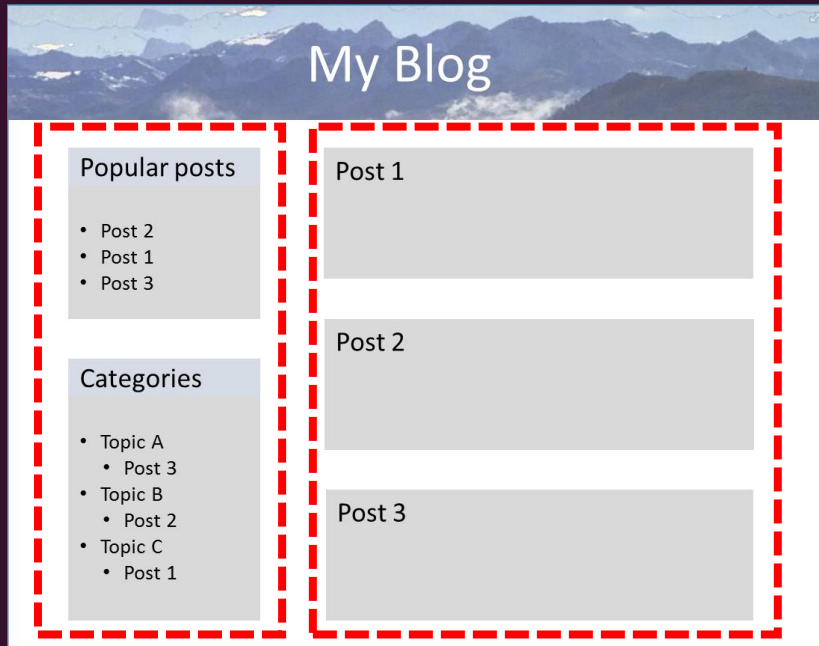 My Blog
Popular posts
• Post 2
• Post 1
• Post 3
Categories
• Topic A
• Post 3
• Topic B
• Post 2
• Topic C
• Post 1
Post 1
Post 2
Post 3